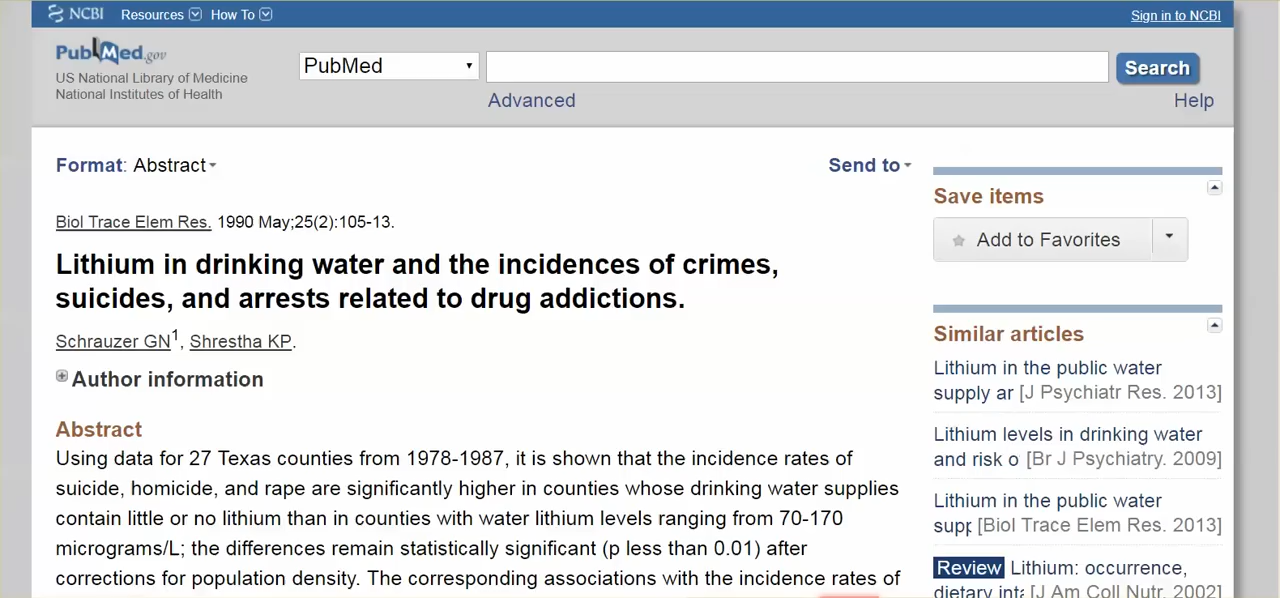 NCBI Resources How To Sign in to NCBI
PubMed.gov
US National Library of Medicine
National Institutes of Health
PubMed
Search
Advanced
Help
Format: Abstract
Send to
Biol Trace Elem Res. 1990 May;25(2):105-13.
Lithium in drinking water and the incidences of crimes,
suicides, and arrests related to drug addictions.
Schrauzer GN1, Shrestha KP.
Author information
Abstract
Using data for 27 Texas counties from 1978-1987, it is shown that the incidence rates of
suicide, homicide, and rape are significantly higher in counties whose drinking water supplies
contain little or no lithium than in counties with water lithium levels ranging from 70-170
micrograms/L; the differences remain statistically significant (p less than 0.01) after
corrections for population density. The corresponding associations with the incidence rates of
Save items
Add to Favorites
Similar articles
Lithium in the public water
supply ar [J Psychiatr Res. 2013]
Lithium levels in drinking water
and risk o [Br J Psychiatry. 2009]
Lithium in the public water
supp [Biol Trace Elem Res. 2013]
Review Lithium: occurrence,
dietary inta [J Am Coll Nutr. 2002]